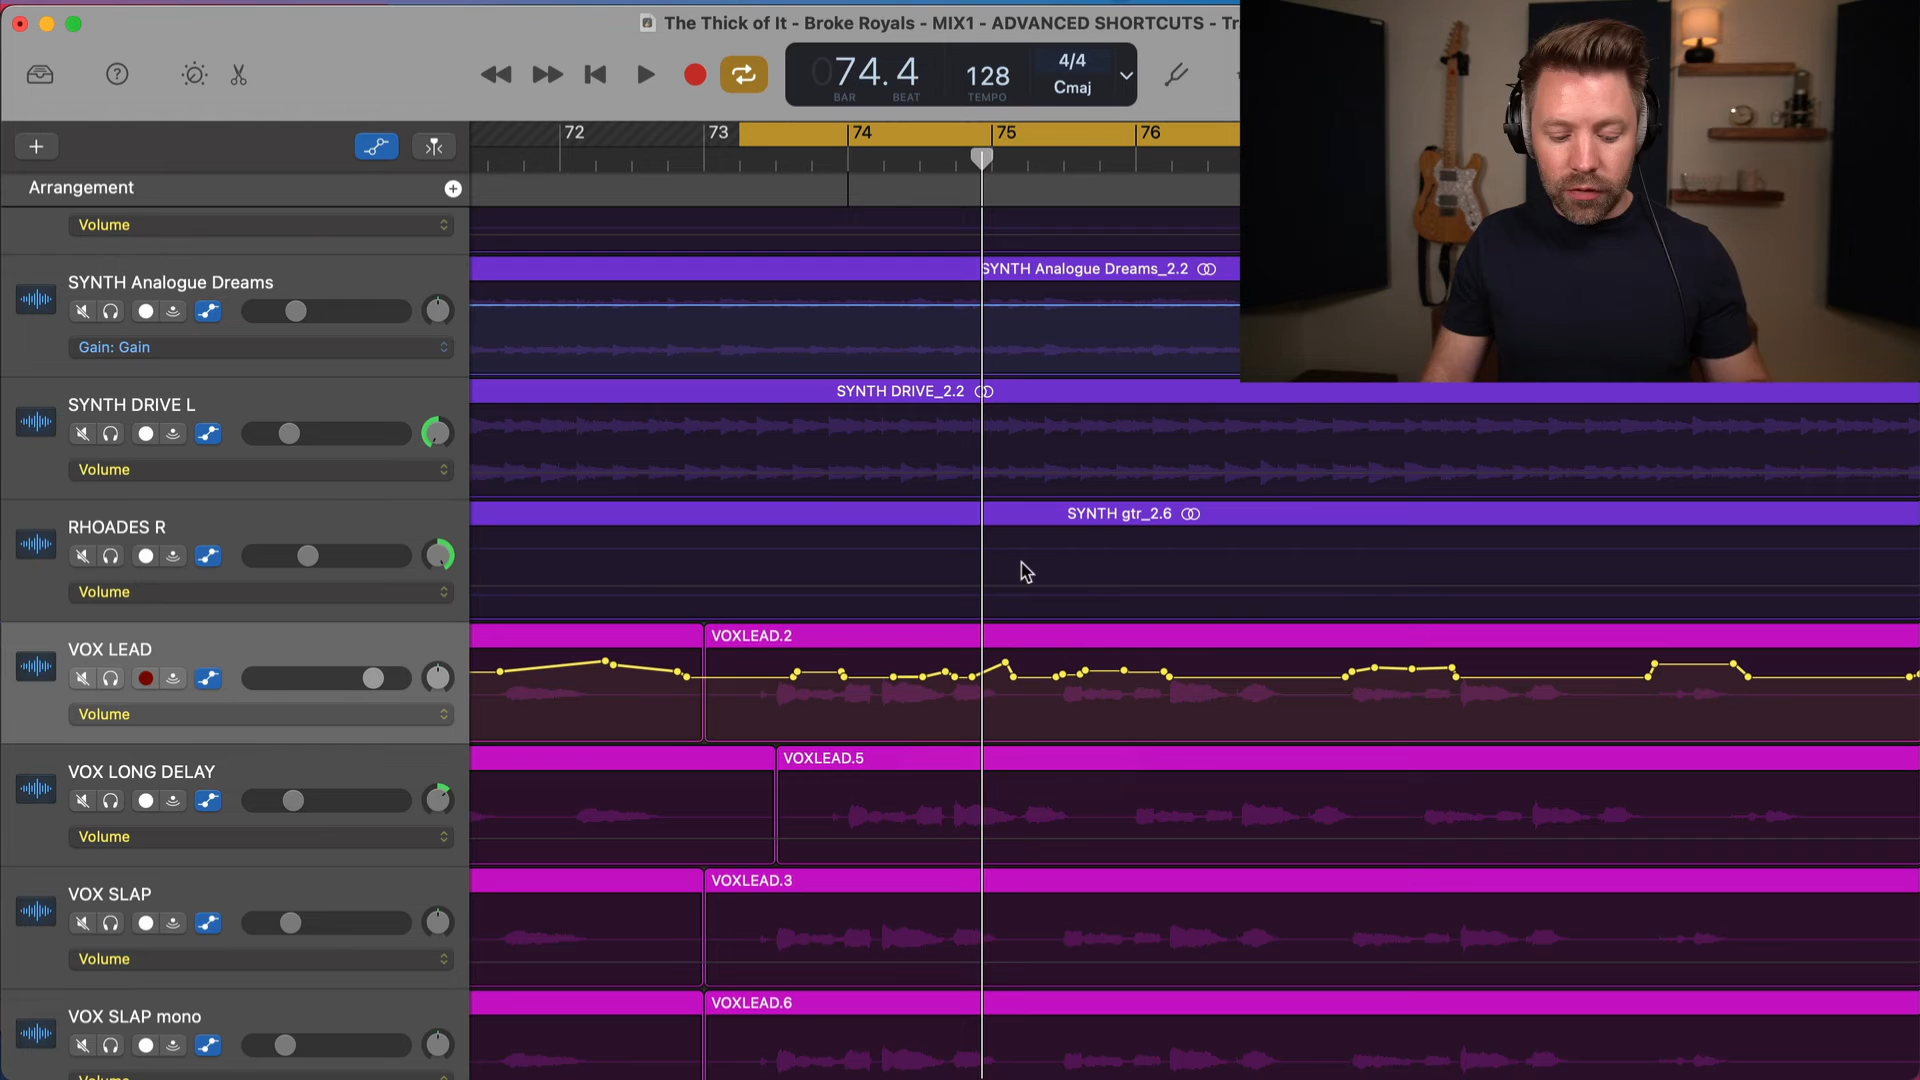 The Thick of It - Broke Royals - MIX1 - ADVANCED SHORTCUTS - Tr
074.4
BAR
BEAT
128
TEMPO
4/4
Cmaj
72
73
74
75
76
Arrangement
Volume
SYNTH Analogue Dreams
SYNTH Analogue Dreams_2.2
Gain: Gain
SYNTH DRIVE L
SYNTH DRIVE_2.2
Volume
RHOADES R
SYNTH gtr_2.6
Volume
VOX LEAD
VOXLEAD.2
Volume
VOX LONG DELAY
VOXLEAD.5
Volume
VOX SLAP
VOXLEAD.3
Volume
VOX SLAP mono
VOXLEAD.6
Volume